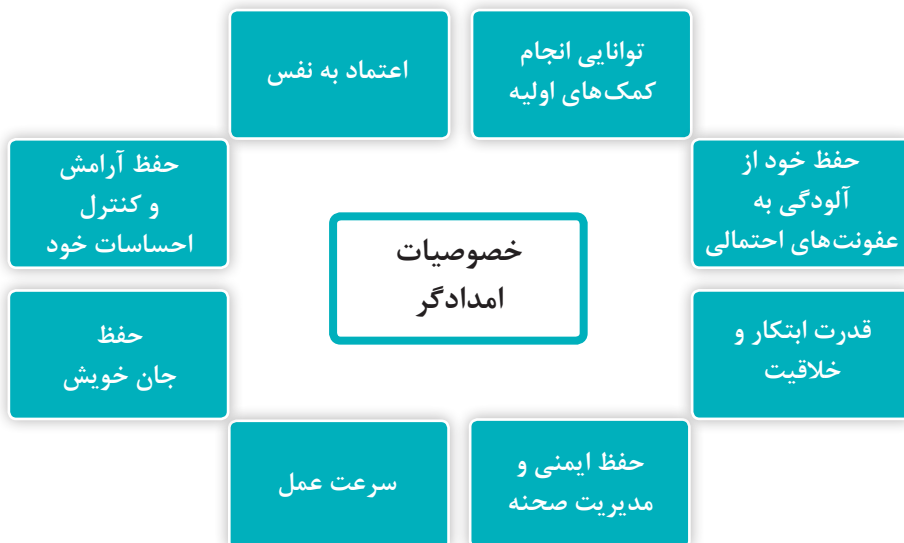 توانایی انجام
کمک‌های اولیه
اعتماد به نفس
حفظ خود از
آلودگی به
عفونت‌های احتمالی
حفظ آرامش
و کنترل
احساسات خود
خصوصیات
امدادگر
قدرت ابتکار و
خلاقیت
حفظ
جان خویش
حفظ ایمنی و
مدیریت صحنه
سرعت عمل